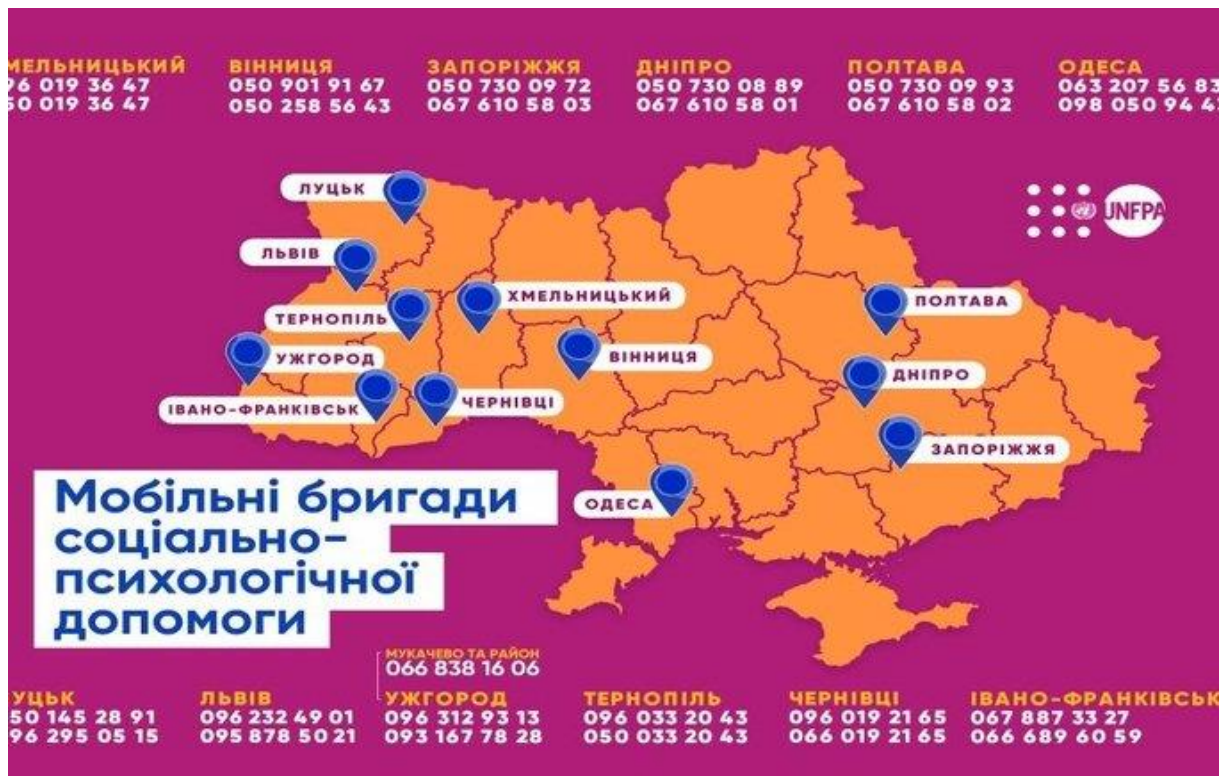 МЕЛЬНИЦЬКИЙ
96 019 36 47
50 019 36 47
ВІННИЦЯ
050 901 91 67
050 258 56 43
ЗАПОРІЖЖЯ
050 730 09 72
067 610 58 03
ДНІПРО
050 730 08 89
067 610 58 01
ПОЛТАВА
050 730 09 93
067 610 58 02
ОДЕСА
063 207 56 83
098 050 94 4
ЛУЦЬК
ЛЬВІВ
ТЕРНОПІЛЬ
ХМЕЛЬНИЦЬКИЙ
УЖГОРОД
ВІННИЦЯ
ІВАНО-ФРАНКІВСЬК
ЧЕРНІВЦІ
ПОЛТАВА
ДНІПРО
ЗАПОРІЖЖЯ
ОДЕСА
UNFPA
Мобільні бригади
соціально-
психологічної
допомоги
МУКАЧЕВО ТА РАЙОН
066 838 16 06
УЦЬК
50 145 28 91
96 295 05 15
ЛЬВІВ
096 232 49 01
095 878 50 21
УЖГОРОД
096 312 93 13
093 167 78 28
ТЕРНОПІЛЬ
096 033 20 43
050 033 20 43
ЧЕРНІВЦІ
096 019 21 65
066 019 21 65
ІВАНО-ФРАНКІВСЬК
067 887 33 27
066 689 60 59